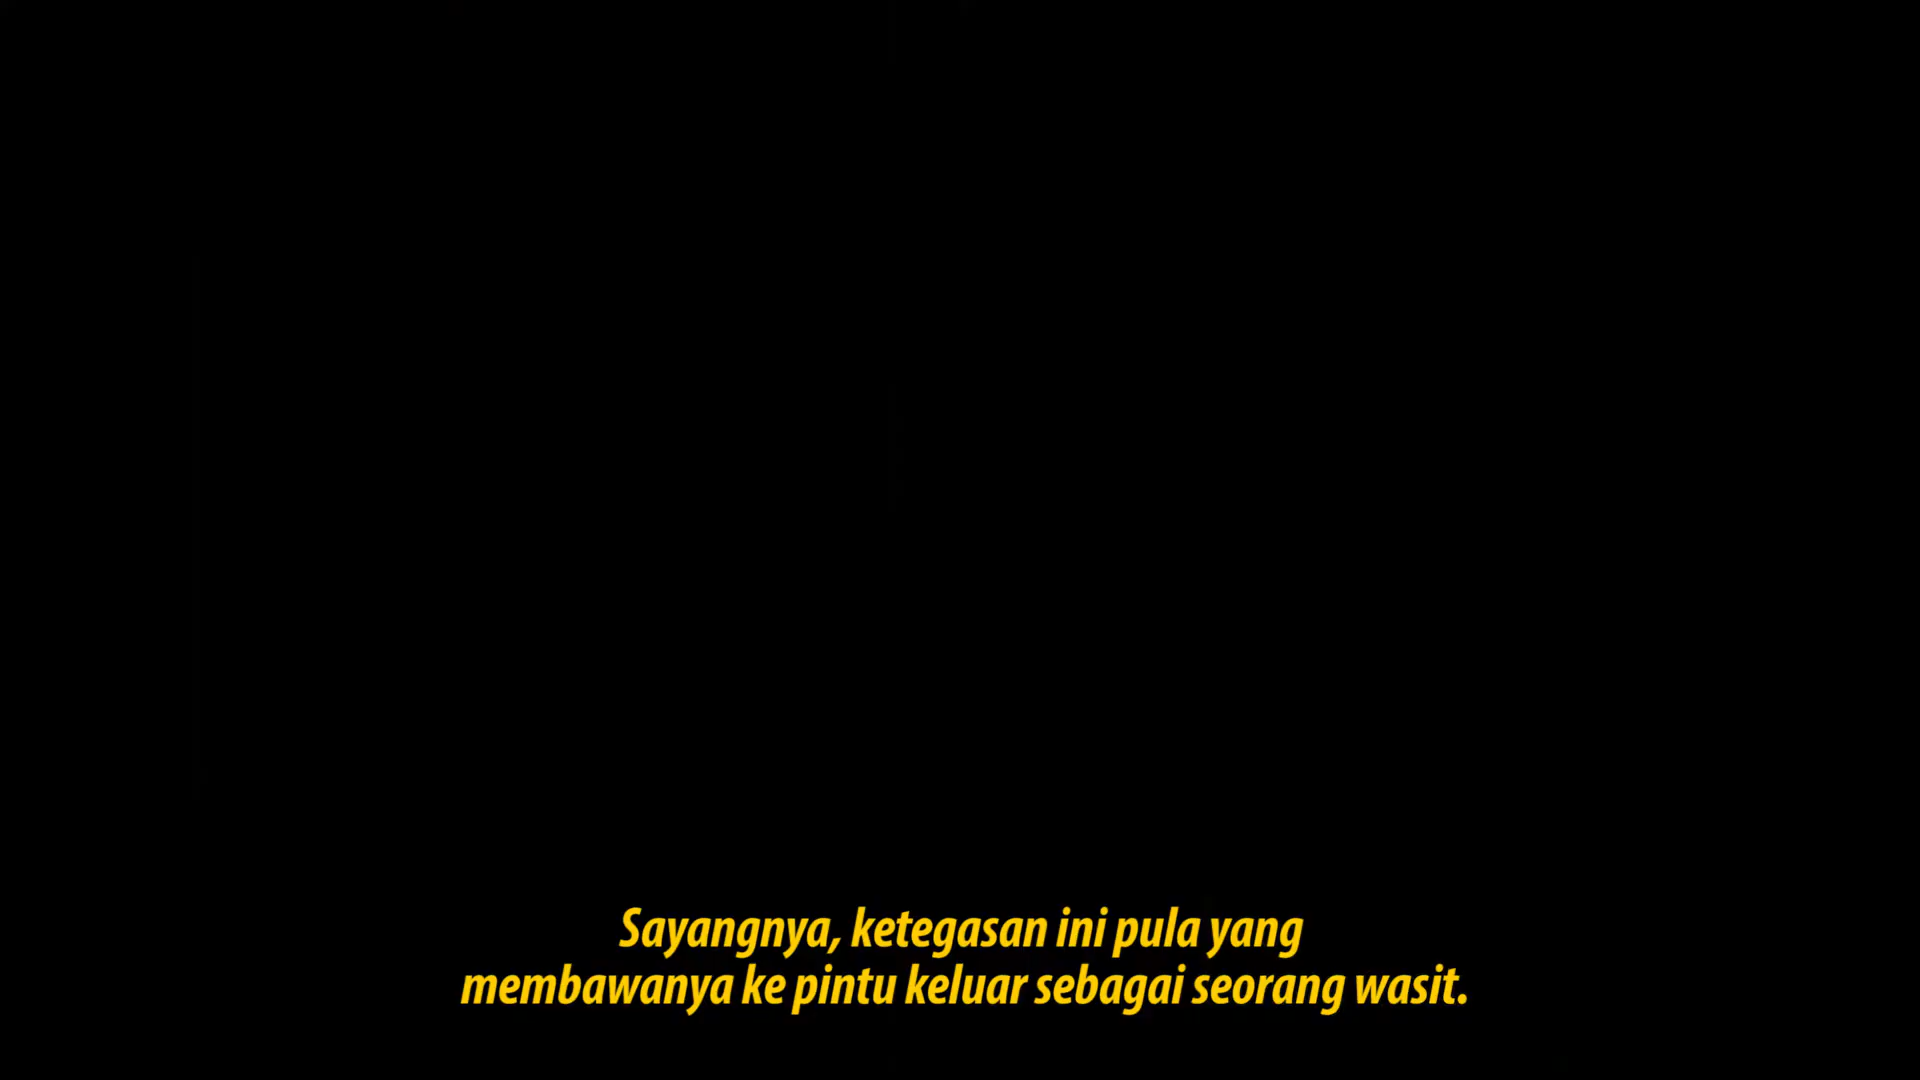 Sayangnya, ketegasan ini pula yang
membawanya ke pintu keluar sebagai seorang wasit.